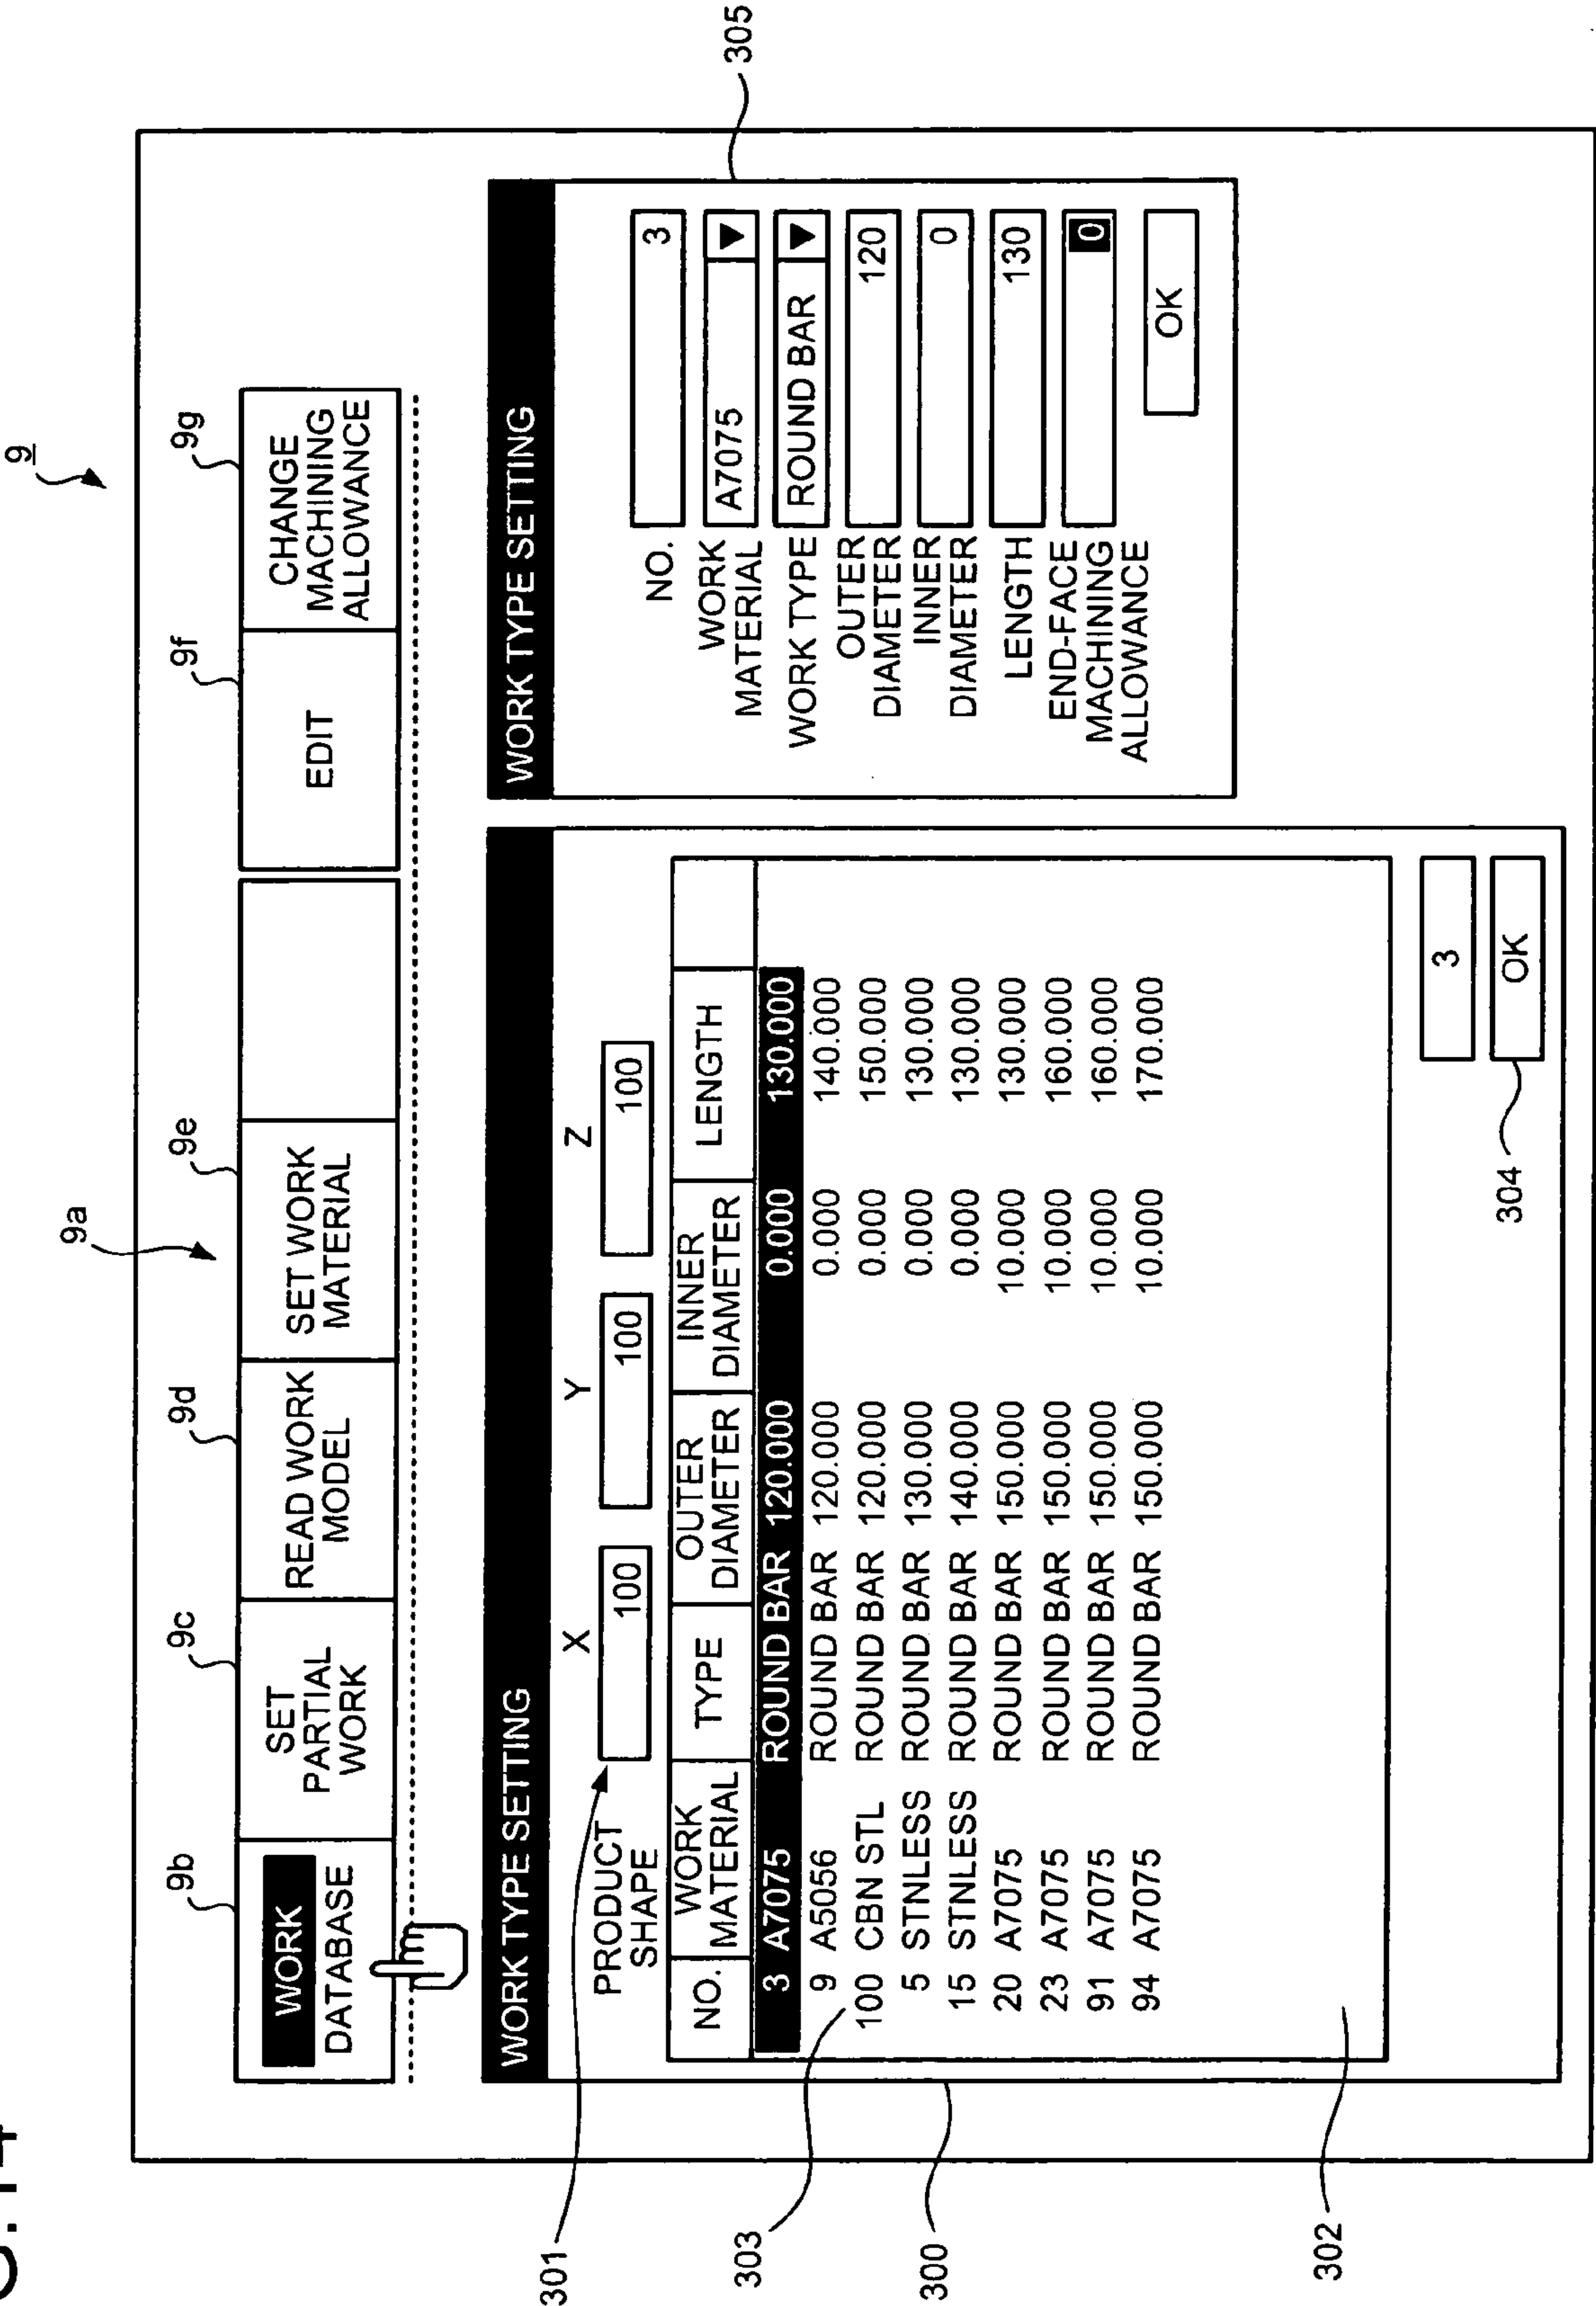 9
9a
9b
9c
9d
9e
9f
9g
WORK
DATABASE
SET
PARTIAL
WORK
READ WORK
MODEL
SET WORK
MATERIAL
EDIT
CHANGE
MACHINING
ALLOWANCE
WORK TYPE SETTING
301
PRODUCT
SHAPE
X
100
Y
100
Z
100
NO. WORK MATERIAL TYPE OUTER DIAMETER INNER DIAMETER LENGTH
3 A7075 ROUND BAR 120.000 0.000 130.000
9 A5056 ROUND BAR 120.000 0.000 140.000
100 CBN STL ROUND BAR 120.000 0.000 150.000
5 STNLESS ROUND BAR 130.000 0.000 130.000
15 STNLESS ROUND BAR 140.000 0.000 130.000
20 A7075 ROUND BAR 150.000 10.000 130.000
23 A7075 ROUND BAR 150.000 10.000 160.000
91 A7075 ROUND BAR 150.000 10.000 160.000
94 A7075 ROUND BAR 150.000 10.000 170.000
303
300
302
3
OK
304
WORK TYPE SETTING
305
NO. 3
WORK
MATERIAL A7075 ▼
WORK TYPE ROUND BAR ▼
OUTER
DIAMETER 120
INNER
DIAMETER 0
LENGTH 130
END-FACE
MACHINING
ALLOWANCE 0
OK